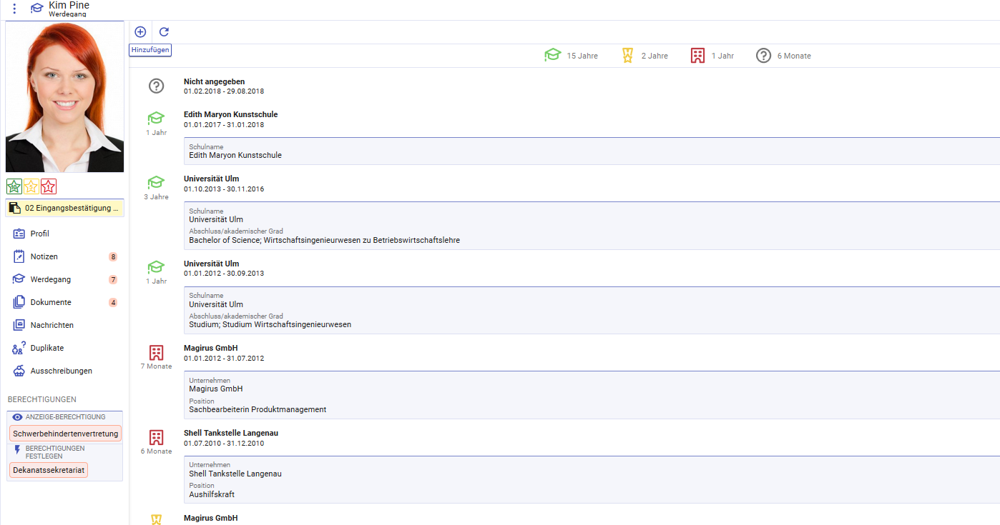 Kim Pine
Werdegang
Hinzufügen
15 Jahre
2 Jahre
1 Jahr
6 Monate
10
2
1
02 Eingangsbestätigung ...
Profil
Notizen
8
Werdegang
7
Dokumente
4
Nachrichten
Duplikate
Ausschreibungen
BERECHTIGUNGEN
ANZEIGE-BERECHTIGUNG
Schwerbehindertenvertretung
BERECHTIGUNGEN
FESTLEGEN
Dekanatssekretariat
Nicht angegeben
01.02.2018 - 29.08.2018
Edith Maryon Kunstschule
01.01.2017 - 31.01.2018
1 Jahr
Schulname
Edith Maryon Kunstschule
Universität Ulm
01.10.2013 - 30.11.2016
3 Jahre
Schulname
Universität Ulm
Abschluss/akademischer Grad
Bachelor of Science; Wirtschaftsingenieurwesen zu Betriebswirtschaftslehre
Universität Ulm
01.01.2012 - 30.09.2013
1 Jahr
Schulname
Universität Ulm
Abschluss/akademischer Grad
Studium; Studium Wirtschaftsingenieurwesen
Magirus GmbH
01.01.2012 - 31.07.2012
7 Monate
Unternehmen
Magirus GmbH
Position
Sachbearbeiterin Produktmanagement
Shell Tankstelle Langenau
01.07.2010 - 31.12.2010
6 Monate
Unternehmen
Shell Tankstelle Langenau
Position
Aushilfskraft
Magirus GmbH